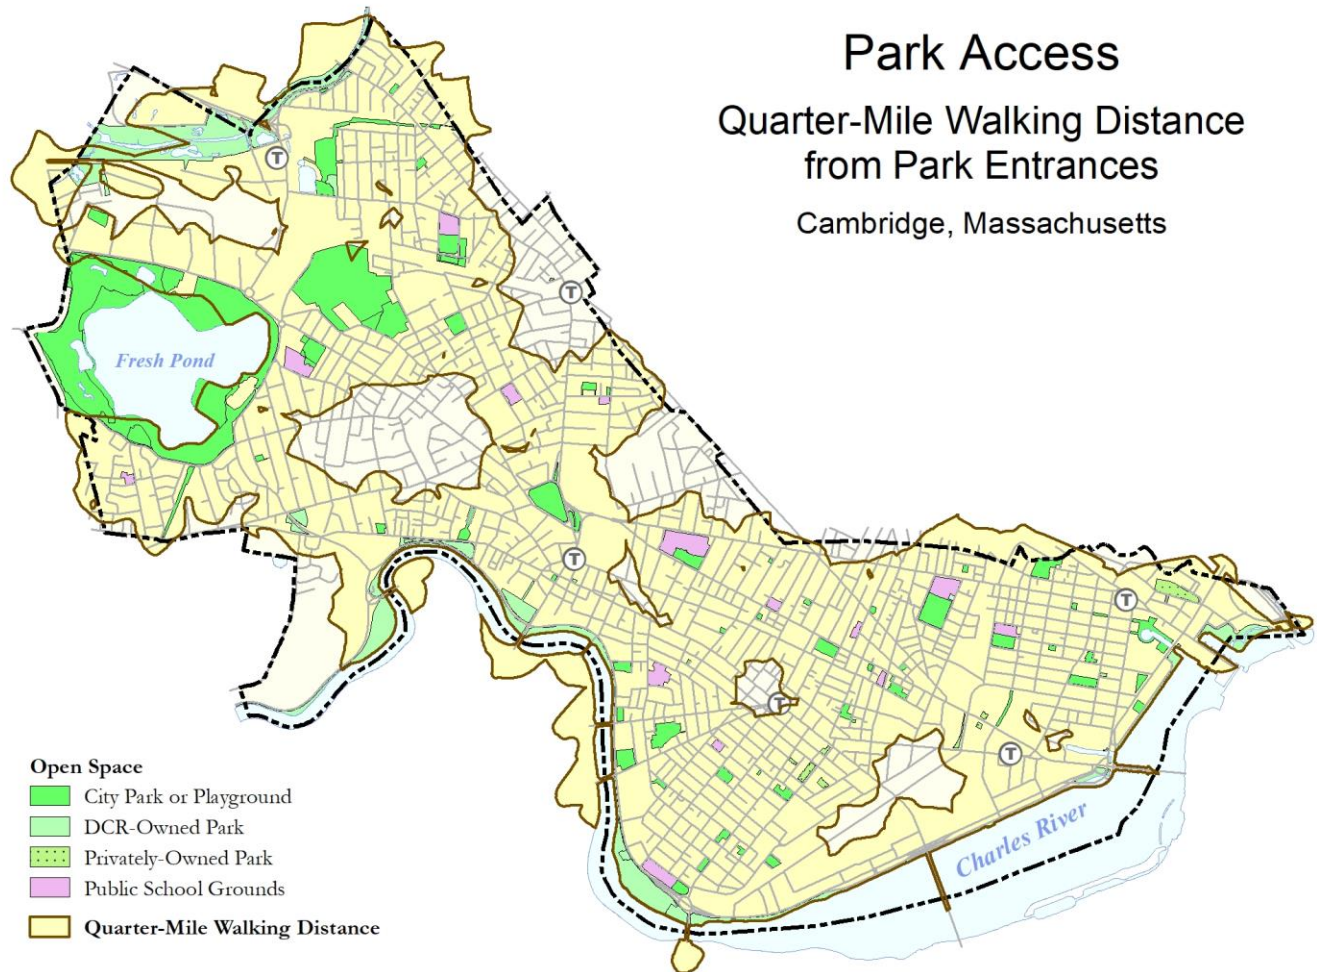 Park Access
Quarter-Mile Walking Distance
from Park Entrances
Cambridge, Massachusetts
T
T
Fresh Pond
T
T
T
T
Charles River
Open Space
City Park or Playground
DCR-Owned Park
Privately-Owned Park
Public School Grounds
Quarter-Mile Walking Distance